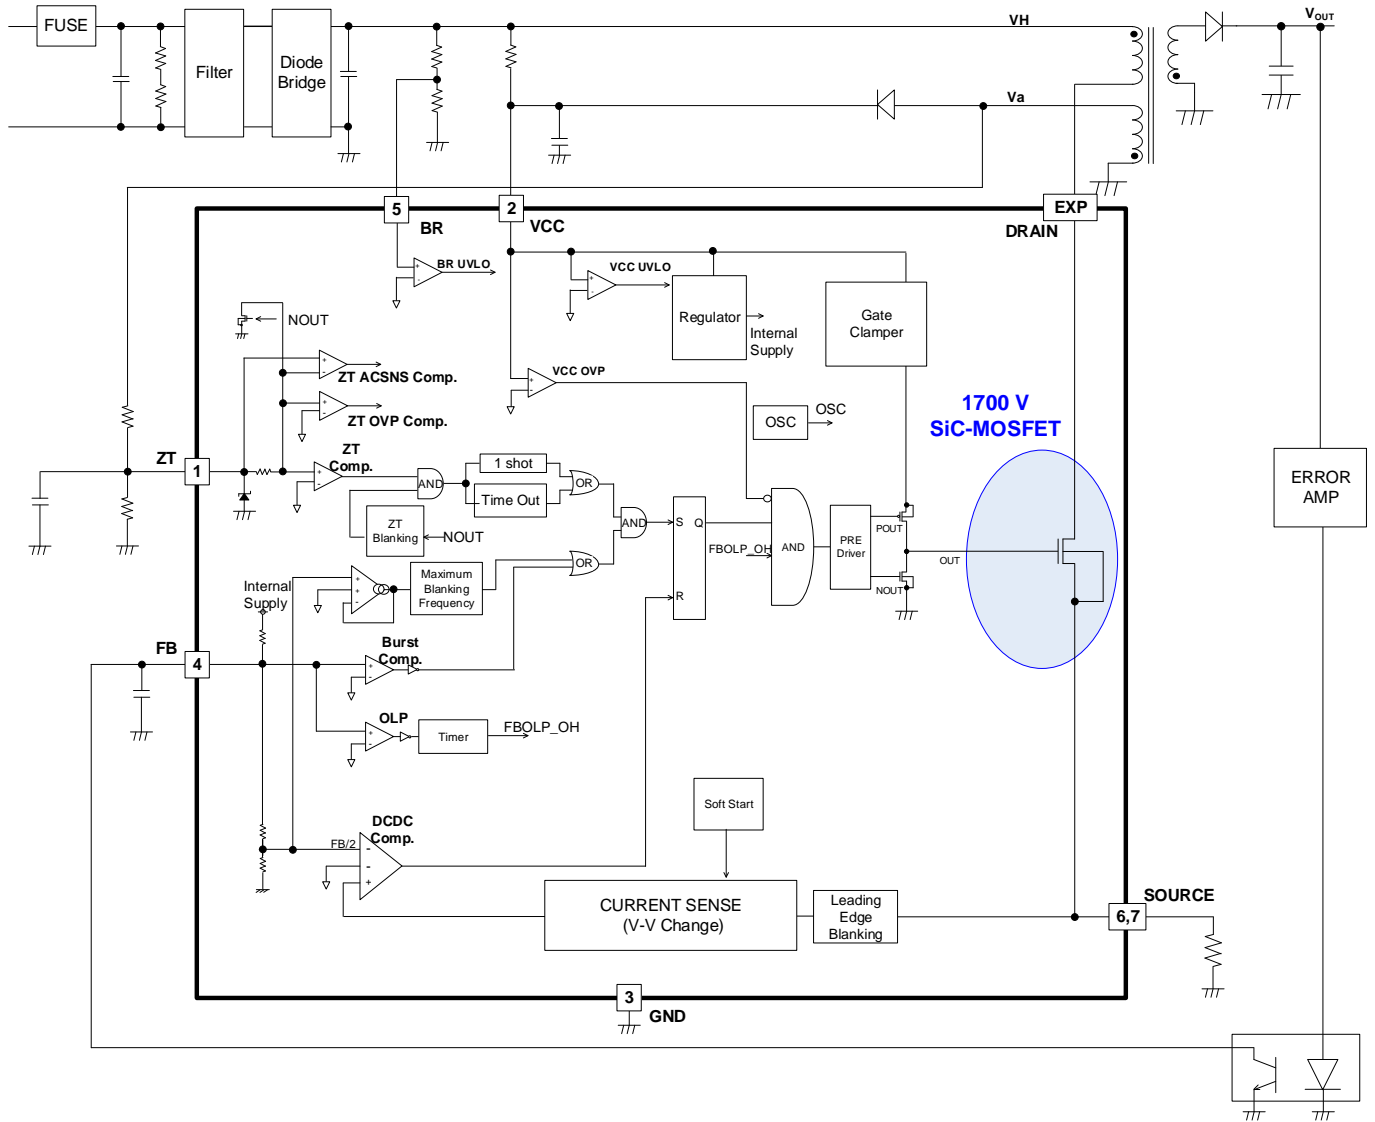 FUSE
Filter
Diode
Bridge
VH
Va
VOUT
5
BR
2
VCC
EXP
DRAIN
BR UVLO
VCC UVLO
Regulator
Internal
Supply
Gate
Clamper
NOUT
ZT ACSNS Comp.
ZT OVP Comp.
VCC OVP
OSC
OSC
1700 V
SiC-MOSFET
ZT
1
ZT
Comp.
AND
1 shot
Time Out
OR
ZT
Blanking
NOUT
AND
S
Q
R
FBOLP_OH
AND
PRE
Driver
POUT
NOUT
OUT
ERROR
AMP
OR
Maximum
Blanking
Frequency
Internal
Supply
FB
4
Burst
Comp.
OLP
Timer
FBOLP_OH
Soft Start
DCDC
Comp.
FB/2
CURRENT SENSE
(V-V Change)
Leading
Edge
Blanking
SOURCE
6,7
3
GND